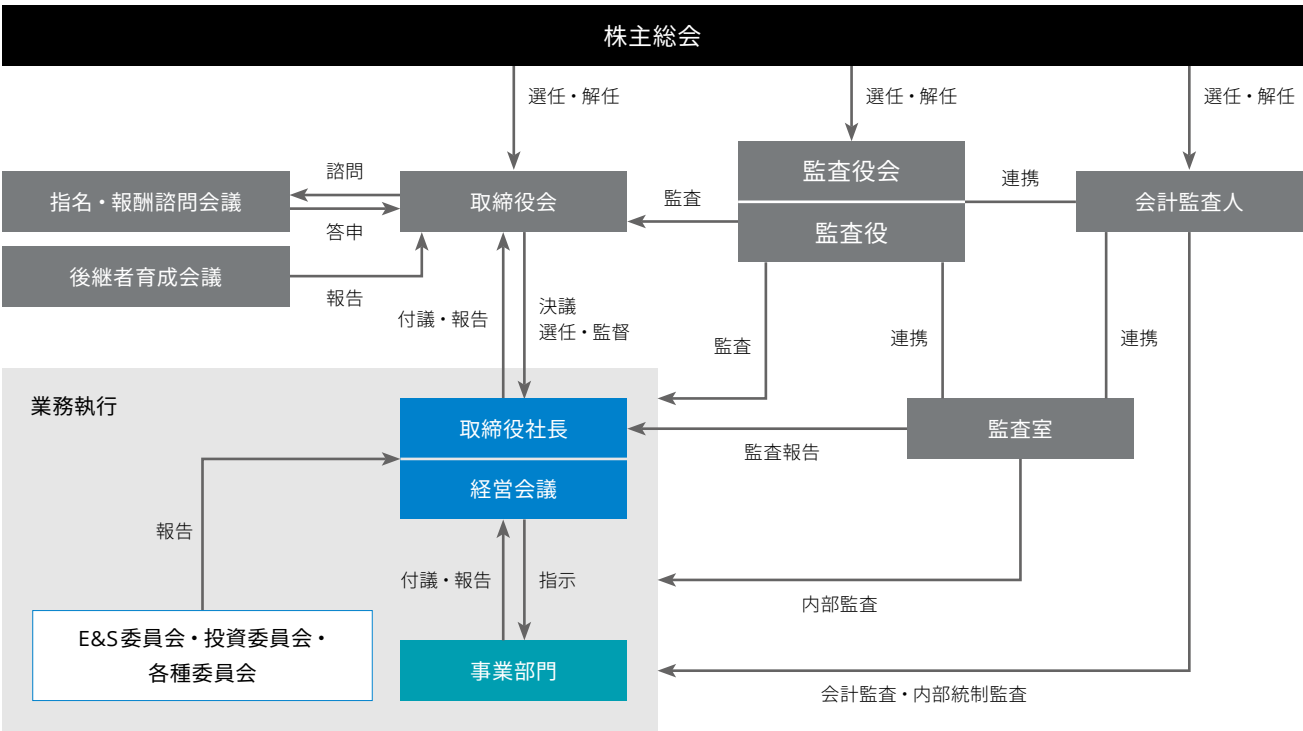 株主総会
選任・解任
選任・解任
選任・解任
指名・報酬諮問会議
諮問
答申
取締役会
監査
監査役会
監査役
連携
会計監査人
後継者育成会議
報告
付議・報告
決議
選任・監督
監査
連携
連携
業務執行
取締役社長
経営会議
監査報告
監査室
報告
付議・報告
指示
内部監査
E&S委員会・投資委員会・
各種委員会
事業部門
会計監査・内部統制監査